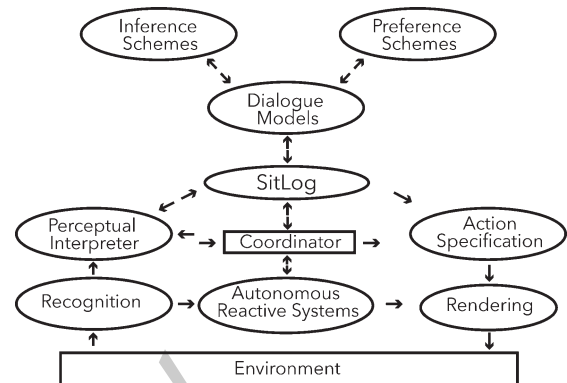 Inference
Schemes
Preference
Schemes
Dialogue
Models
SitLog
Perceptual
Interpreter
Coordinator
Action
Specification
Recognition
Autonomous
Reactive Systems
Rendering
Environment